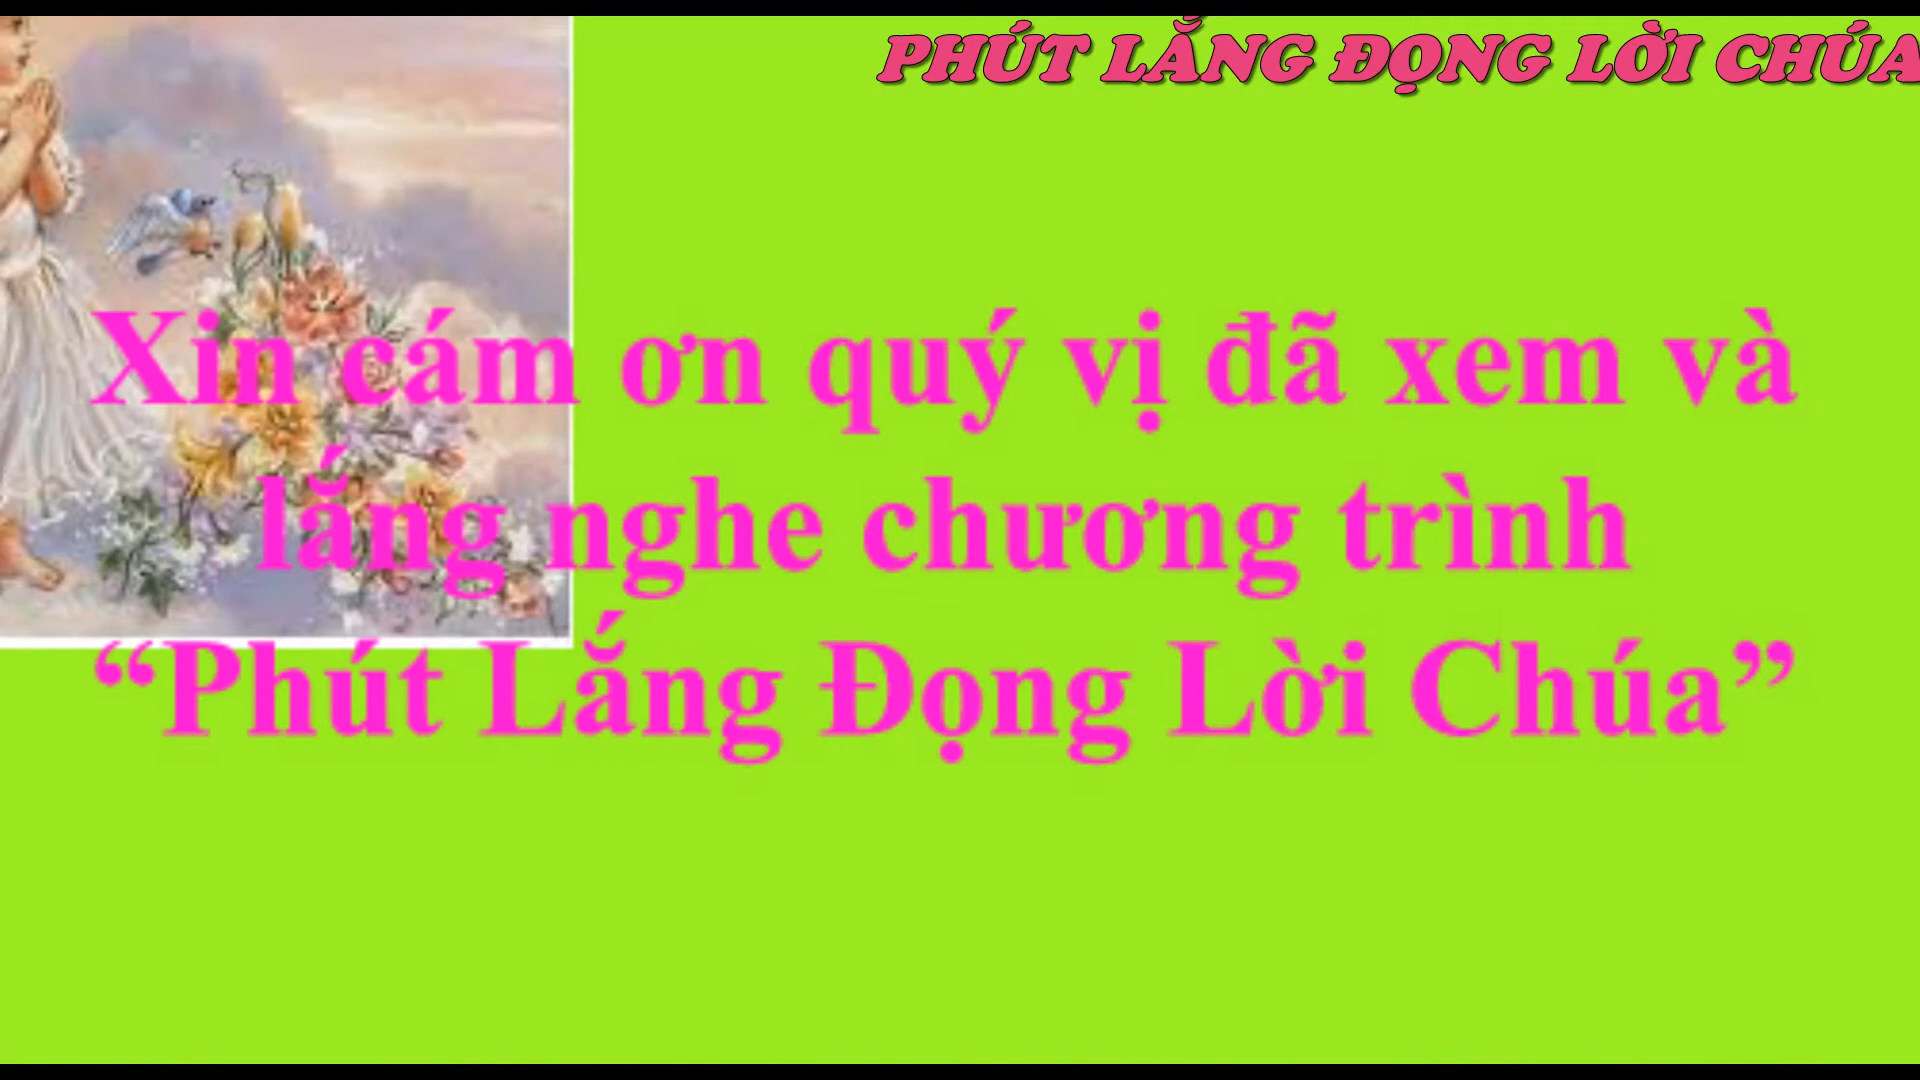 PHÚT LẮNG ĐỌNG LỜI CHÚA
Xin cám ơn quý vị đã xem và
lắng nghe chương trình
“Phút Lắng Đọng Lời Chúa”